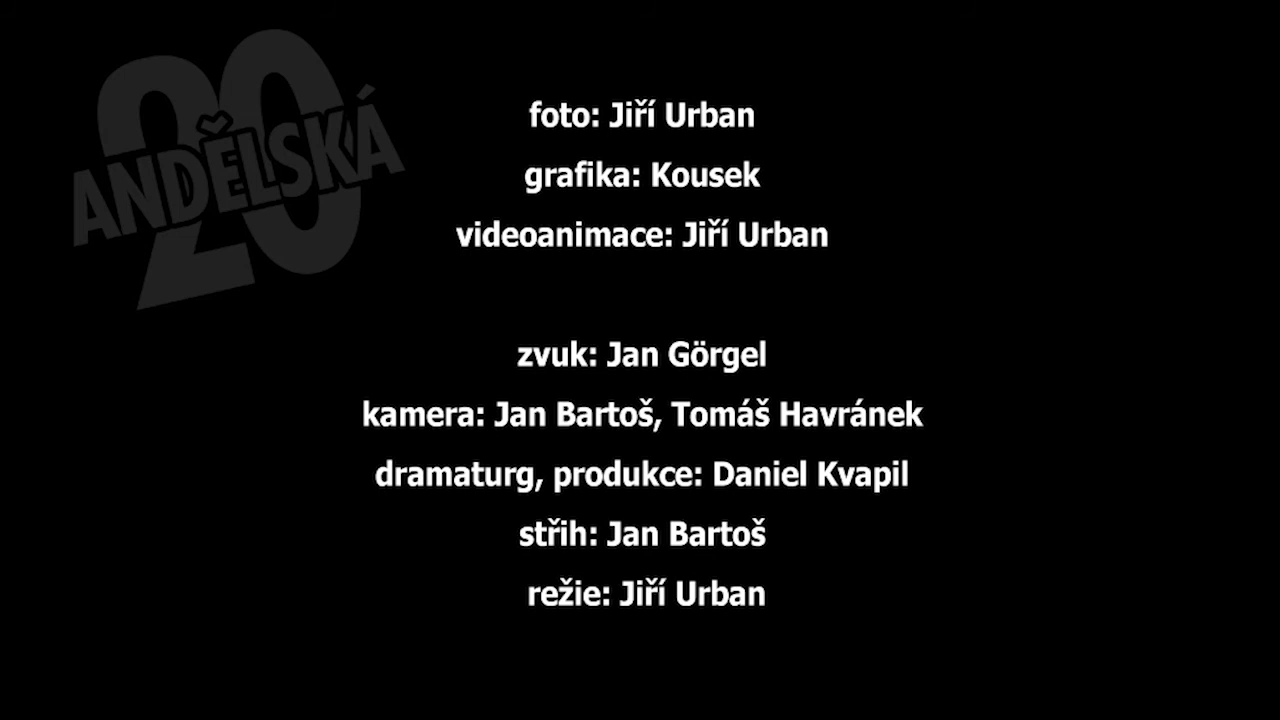 20
ANDĚLSKÁ
foto: Jiří Urban
grafika: Kousek
videoanimace: Jiří Urban
zvuk: Jan Görgel
kamera: Jan Bartoš, Tomáš Havránek
dramaturg, produkce: Daniel Kvapil
střih: Jan Bartoš
režie: Jiří Urban